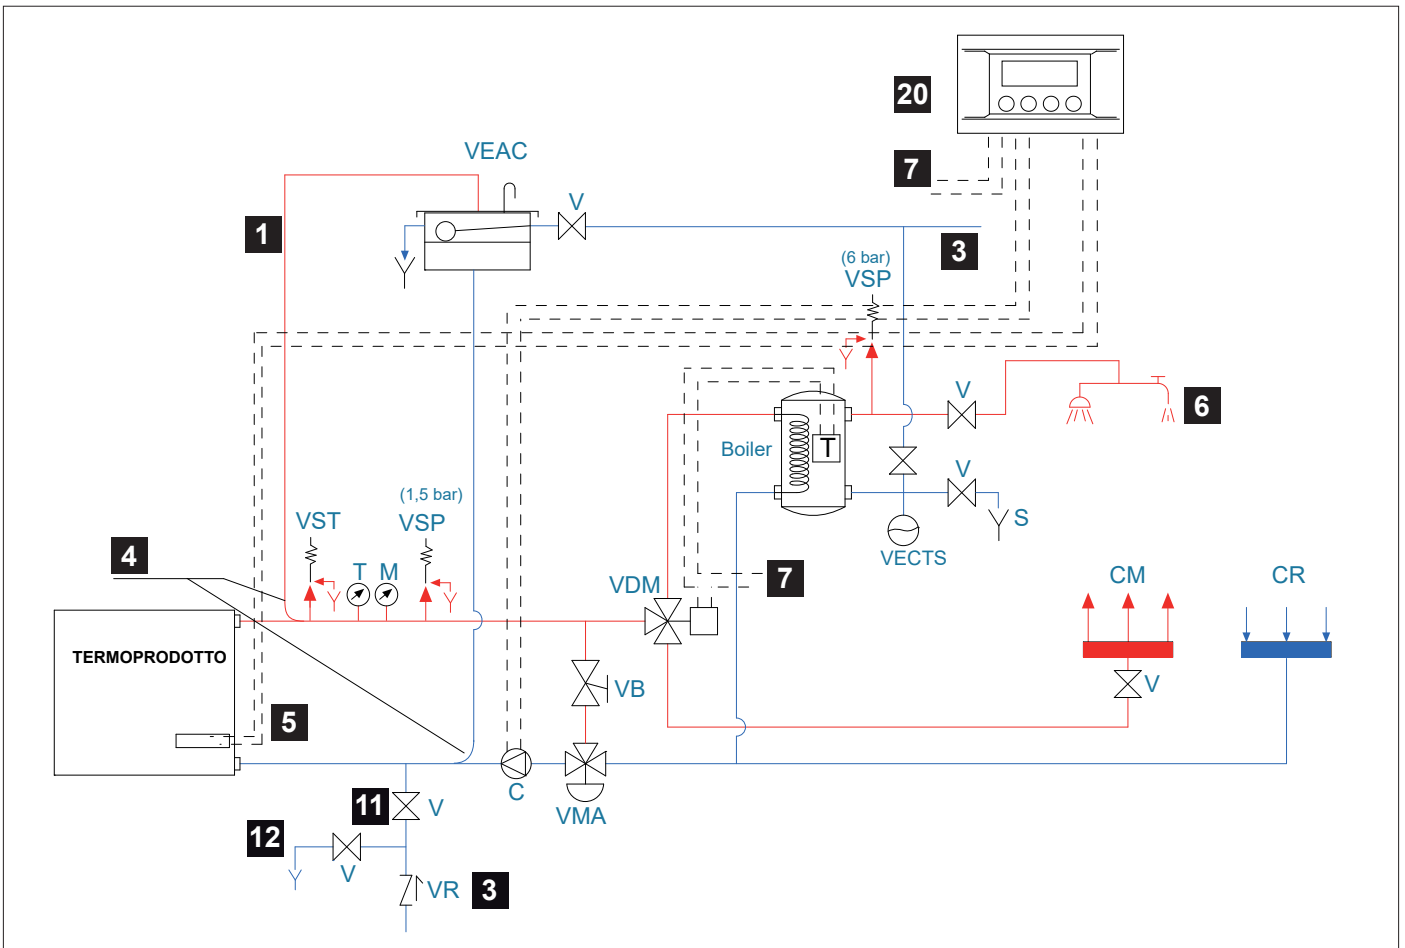 20
VEAC
7
V
1
3
(6 bar)
VSP
V
6
Boiler
T
(1,5 bar)
V
VST
VSP
S
4
VECTS
T
M
7
VDM
CM
CR
TERMOPRODOTTO
VB
V
5
C
11
V
VMA
12
V
VR
3